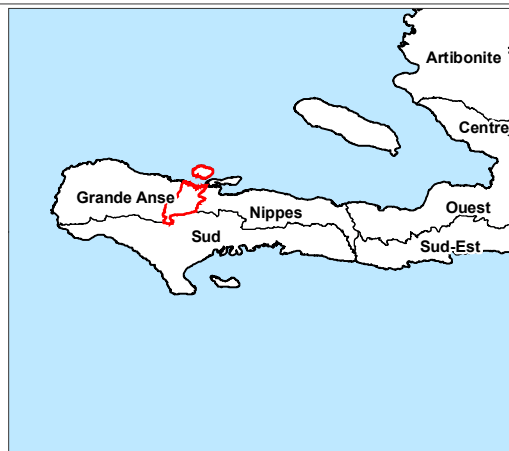 Artibonite
Centre
Grande Anse
Nippes
Ouest
Sud
Sud-Est